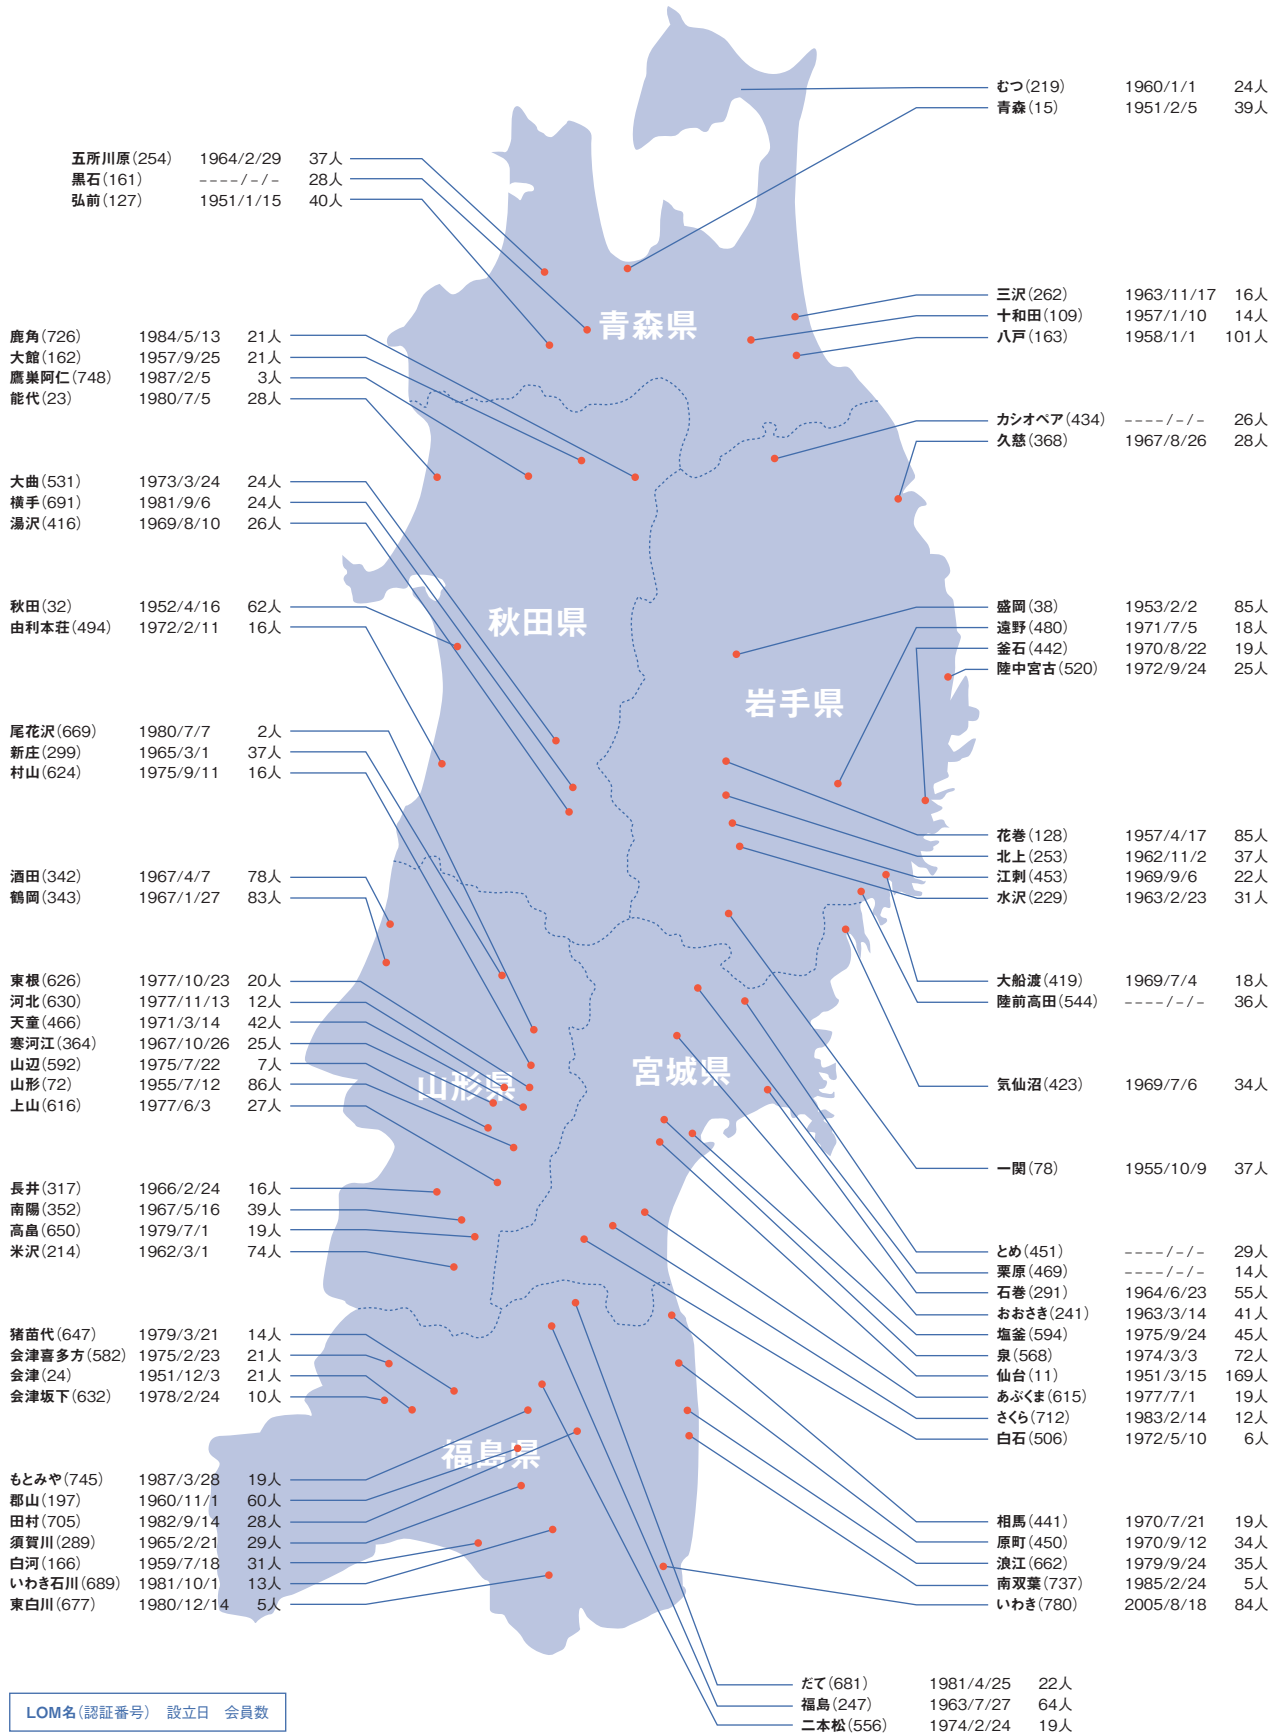 むつ(219) 1960/1/1 24人
青森(15) 1951/2/5 39人
五所川原(254) 1964/2/29 37人
黒石(161) ----/-/- 28人
弘前(127) 1951/1/15 40人
三沢(262) 1963/11/17 16人
十和田(109) 1957/1/10 14人
八戸(163) 1958/1/1 101人
青森県
鹿角(726) 1984/5/13 21人
大館(162) 1957/9/25 21人
鷹巣阿仁(748) 1987/2/5 3人
能代(23) 1980/7/5 28人
カシオペア(434) ----/-/- 26人
久慈(368) 1967/8/26 28人
大曲(531) 1973/3/24 24人
横手(691) 1981/9/6 24人
湯沢(416) 1969/8/10 26人
秋田(32) 1952/4/16 62人
由利本荘(494) 1972/2/11 16人
秋田県
盛岡(38) 1953/2/2 85人
遠野(480) 1971/7/5 18人
釜石(442) 1970/8/22 19人
陸中宮古(520) 1972/9/24 25人
岩手県
尾花沢(669) 1980/7/7 2人
新庄(299) 1965/3/1 37人
村山(624) 1975/9/11 16人
花巻(128) 1957/4/17 85人
北上(253) 1962/11/2 37人
江刺(453) 1969/9/6 22人
水沢(229) 1963/2/23 31人
酒田(342) 1967/4/7 78人
鶴岡(343) 1967/1/27 83人
大船渡(419) 1969/7/4 18人
陸前高田(544) ----/-/- 36人
東根(626) 1977/10/23 20人
河北(630) 1977/11/13 12人
天童(466) 1971/3/14 42人
寒河江(364) 1967/10/26 25人
山辺(592) 1975/7/22 7人
山形(72) 1955/7/12 86人
上山(616) 1977/6/3 27人
山形県
宮城県
気仙沼(423) 1969/7/6 34人
一関(78) 1955/10/9 37人
長井(317) 1966/2/24 16人
南陽(352) 1967/5/16 39人
高畠(650) 1979/7/1 19人
米沢(214) 1962/3/1 74人
とめ(451) ----/-/- 29人
栗原(469) ----/-/- 14人
石巻(291) 1964/6/23 55人
おおさき(241) 1963/3/14 41人
塩釜(594) 1975/9/24 45人
泉(568) 1974/3/3 72人
仙台(11) 1951/3/15 169人
あぶくま(615) 1977/7/1 19人
さくら(712) 1983/2/14 12人
白石(506) 1972/5/10 6人
猪苗代(647) 1979/3/21 14人
会津喜多方(582) 1975/2/23 21人
会津(24) 1951/12/3 21人
会津坂下(632) 1978/2/24 10人
福島県
もとみや(745) 1987/3/28 19人
郡山(197) 1960/11/1 60人
田村(705) 1982/9/14 28人
須賀川(289) 1965/2/21 29人
白河(166) 1959/7/18 31人
いわき石川(689) 1981/10/1 13人
東白川(677) 1980/12/14 5人
相馬(441) 1970/7/21 19人
原町(450) 1970/9/12 34人
浪江(662) 1979/9/24 35人
南双葉(737) 1985/2/24 5人
いわき(780) 2005/8/18 84人
だて(681) 1981/4/25 22人
福島(247) 1963/7/27 64人
二本松(556) 1974/2/24 19人
LOM名(認証番号) 設立日 会員数